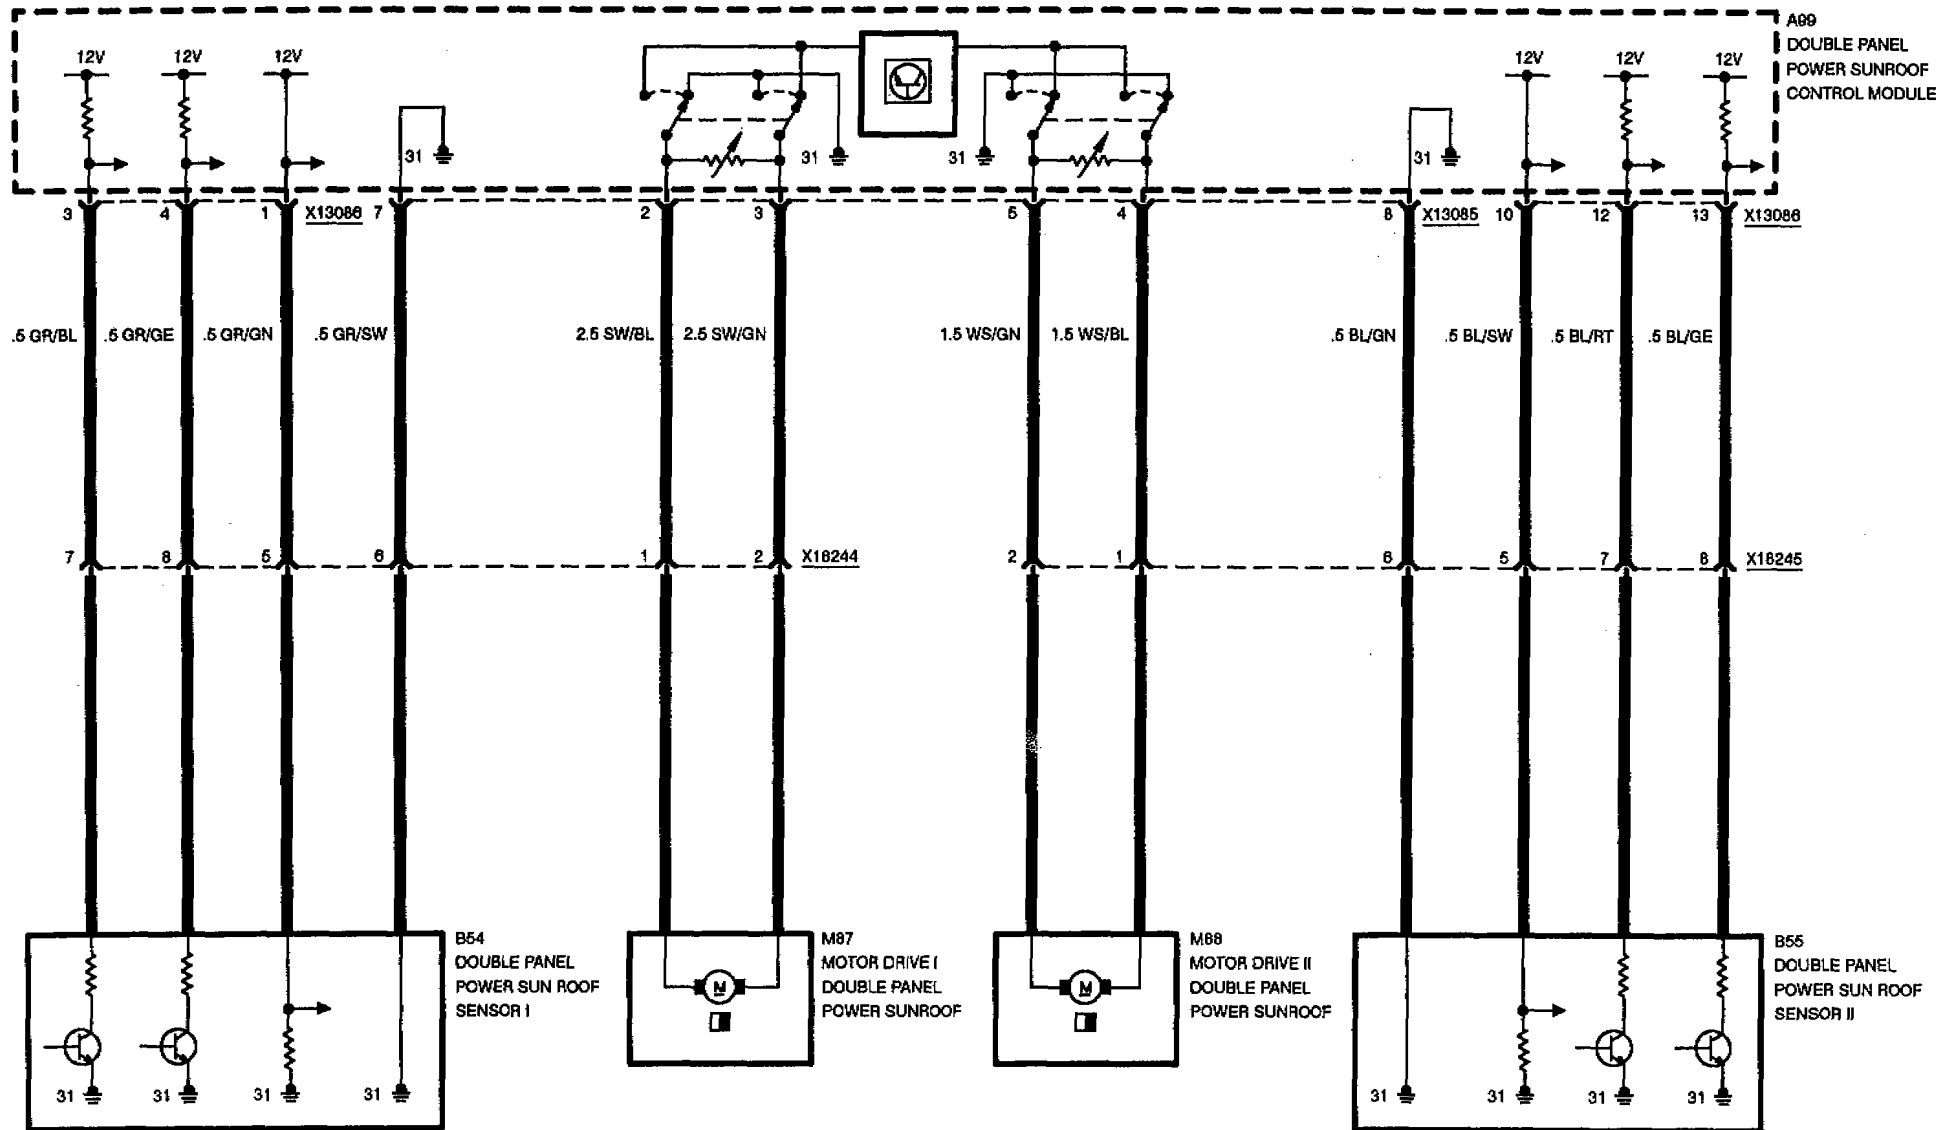 A99
DOUBLE PANEL
POWER SUNROOF
CONTROL MODULE
12V 12V 12V 12V 12V 12V
31 31 31 31
3 4 1 X13086 7 2 3 5 4 8 X13085 10 12 13 X13086
.5 GR/BL .5 GR/GE .5 GR/GN .5 GR/SW 2.5 SW/BL 2.5 SW/GN 1.5 WS/GN 1.5 WS/BL .5 BL/GN .5 BL/SW .5 BL/RT .5 BL/GE
7 8 5 6 1 2 X18244 2 1 6 5 7 8 X18245
B54
DOUBLE PANEL
POWER SUN ROOF
SENSOR I
M87
MOTOR DRIVE I
DOUBLE PANEL
POWER SUNROOF
M88
MOTOR DRIVE II
DOUBLE PANEL
POWER SUNROOF
B55
DOUBLE PANEL
POWER SUN ROOF
SENSOR II
M M
31 31 31 31 31 31 31 31